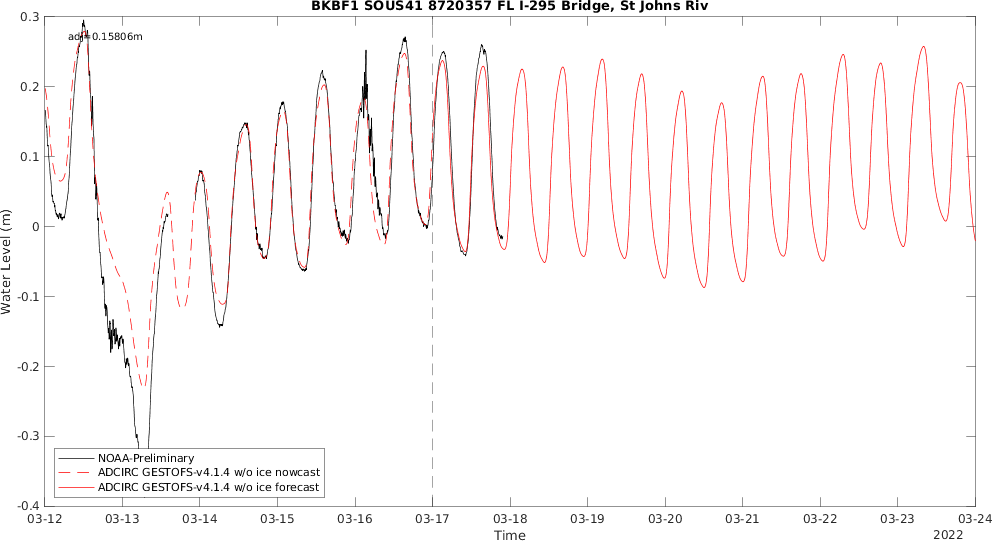 BKBF1 SOUS41 8720357 FL I-295 Bridge, St Johns Riv
0.3
adj=0.15806m
0.2
0.1
0
-0.1
-0.2
-0.3
-0.4
Water Level (m)
NOAA-Preliminary
ADCIRC GESTOFS-v4.1.4 w/o ice nowcast
ADCIRC GESTOFS-v4.1.4 w/o ice forecast
03-12 03-13 03-14 03-15 03-16 03-17 03-18 03-19 03-20 03-21 03-22 03-23 03-24
Time
2022